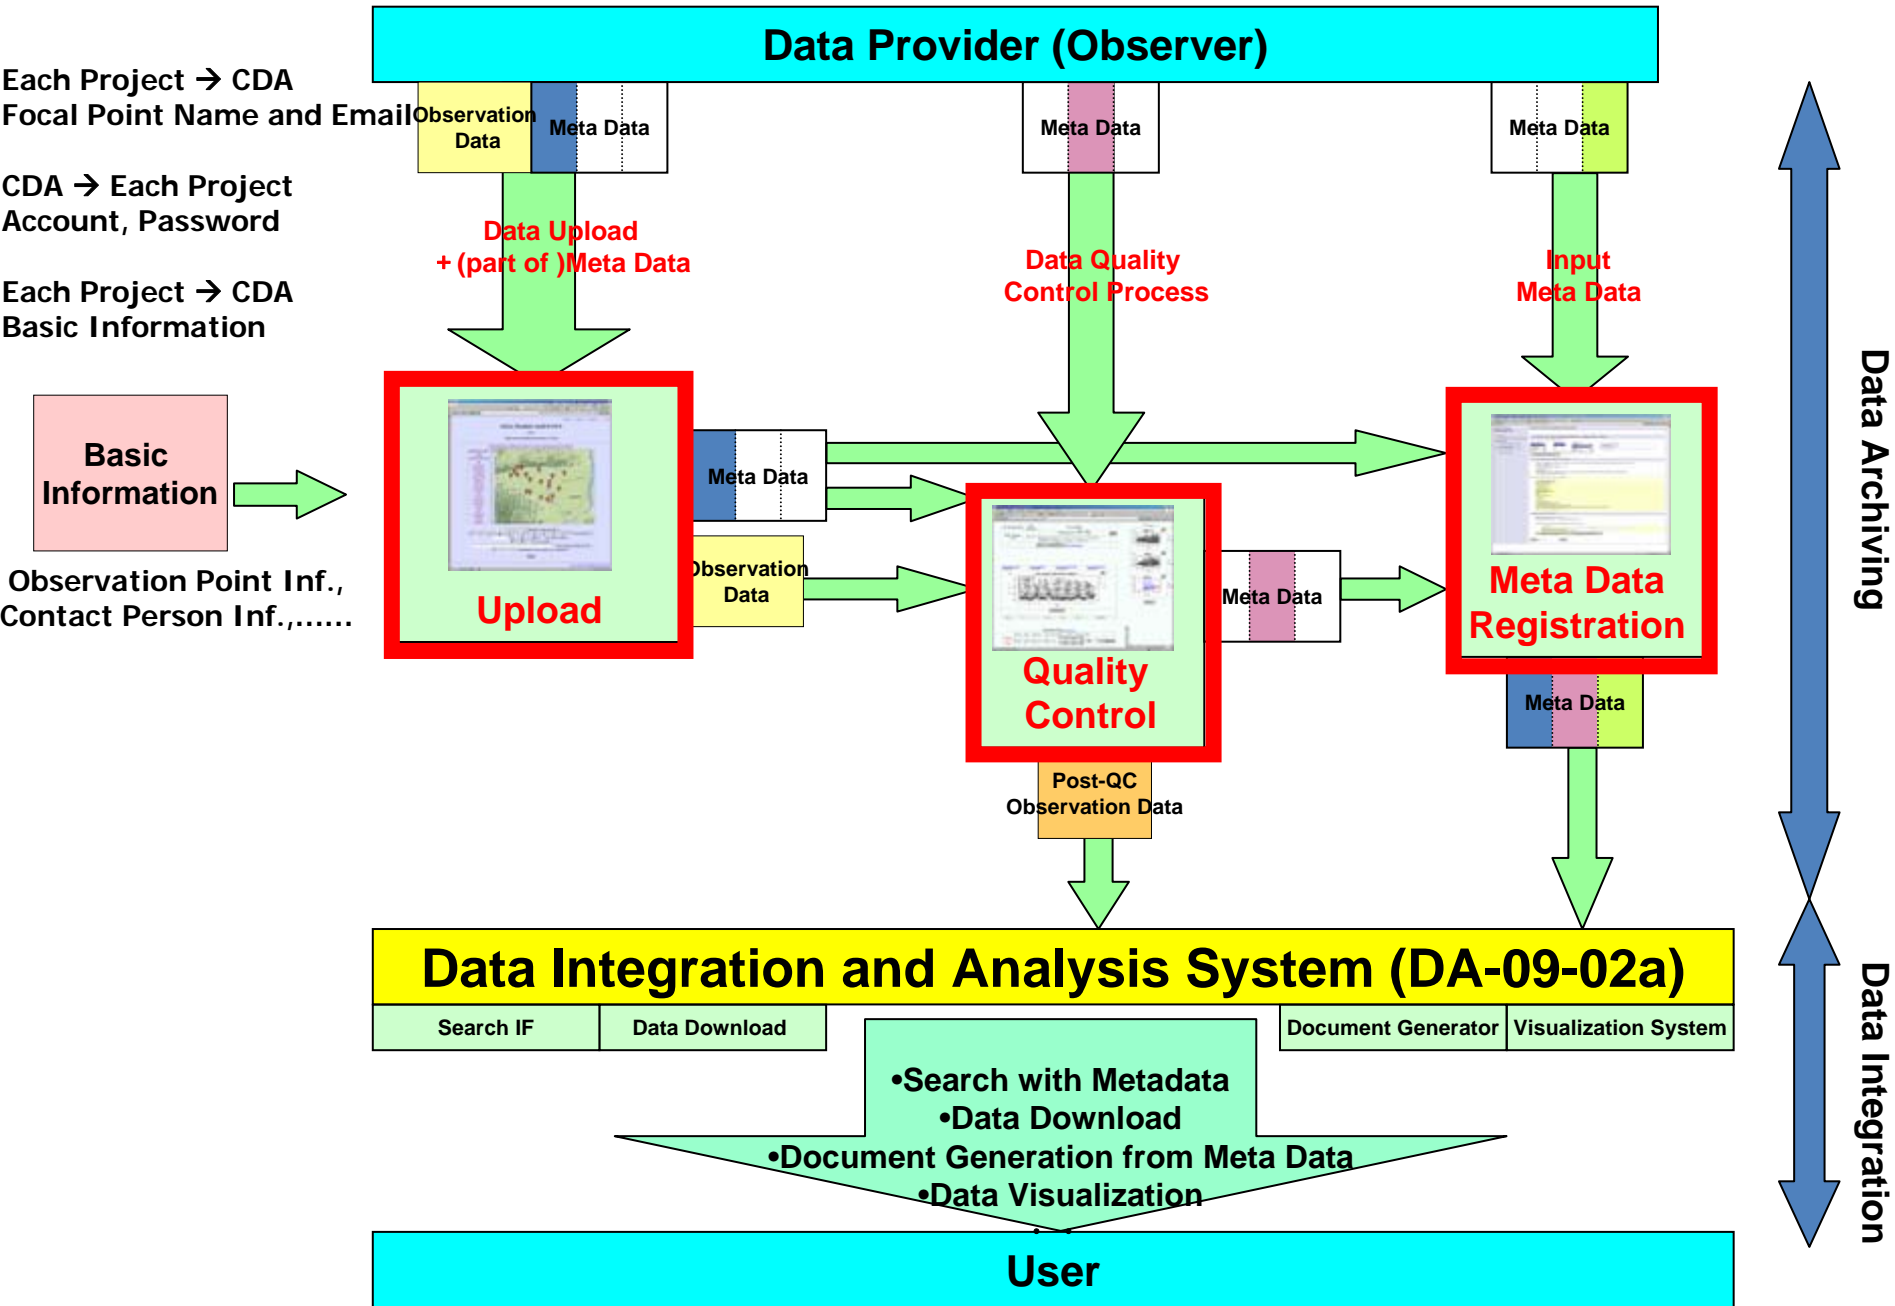 Data Provider (Observer)
Each Project → CDA
Focal Point Name and Email
CDA → Each Project
Account, Password
Each Project → CDA
Basic Information
Observation
Data
Meta Data
Meta Data
Meta Data
Data Upload
+ (part of )Meta Data
Data Quality
Control Process
Input
Meta Data
Basic
Information
Observation Point Inf.,
Contact Person Inf.,……
Upload
Meta Data
Observation
Data
Quality
Control
Meta Data
Meta Data
Registration
Meta Data
Post-QC
Observation Data
Data Archiving
Data Integration and Analysis System (DA-09-02a)
Search IF
Data Download
Document Generator
Visualization System
•Search with Metadata
•Data Download
•Document Generation from Meta Data
•Data Visualization
Data Integration
User